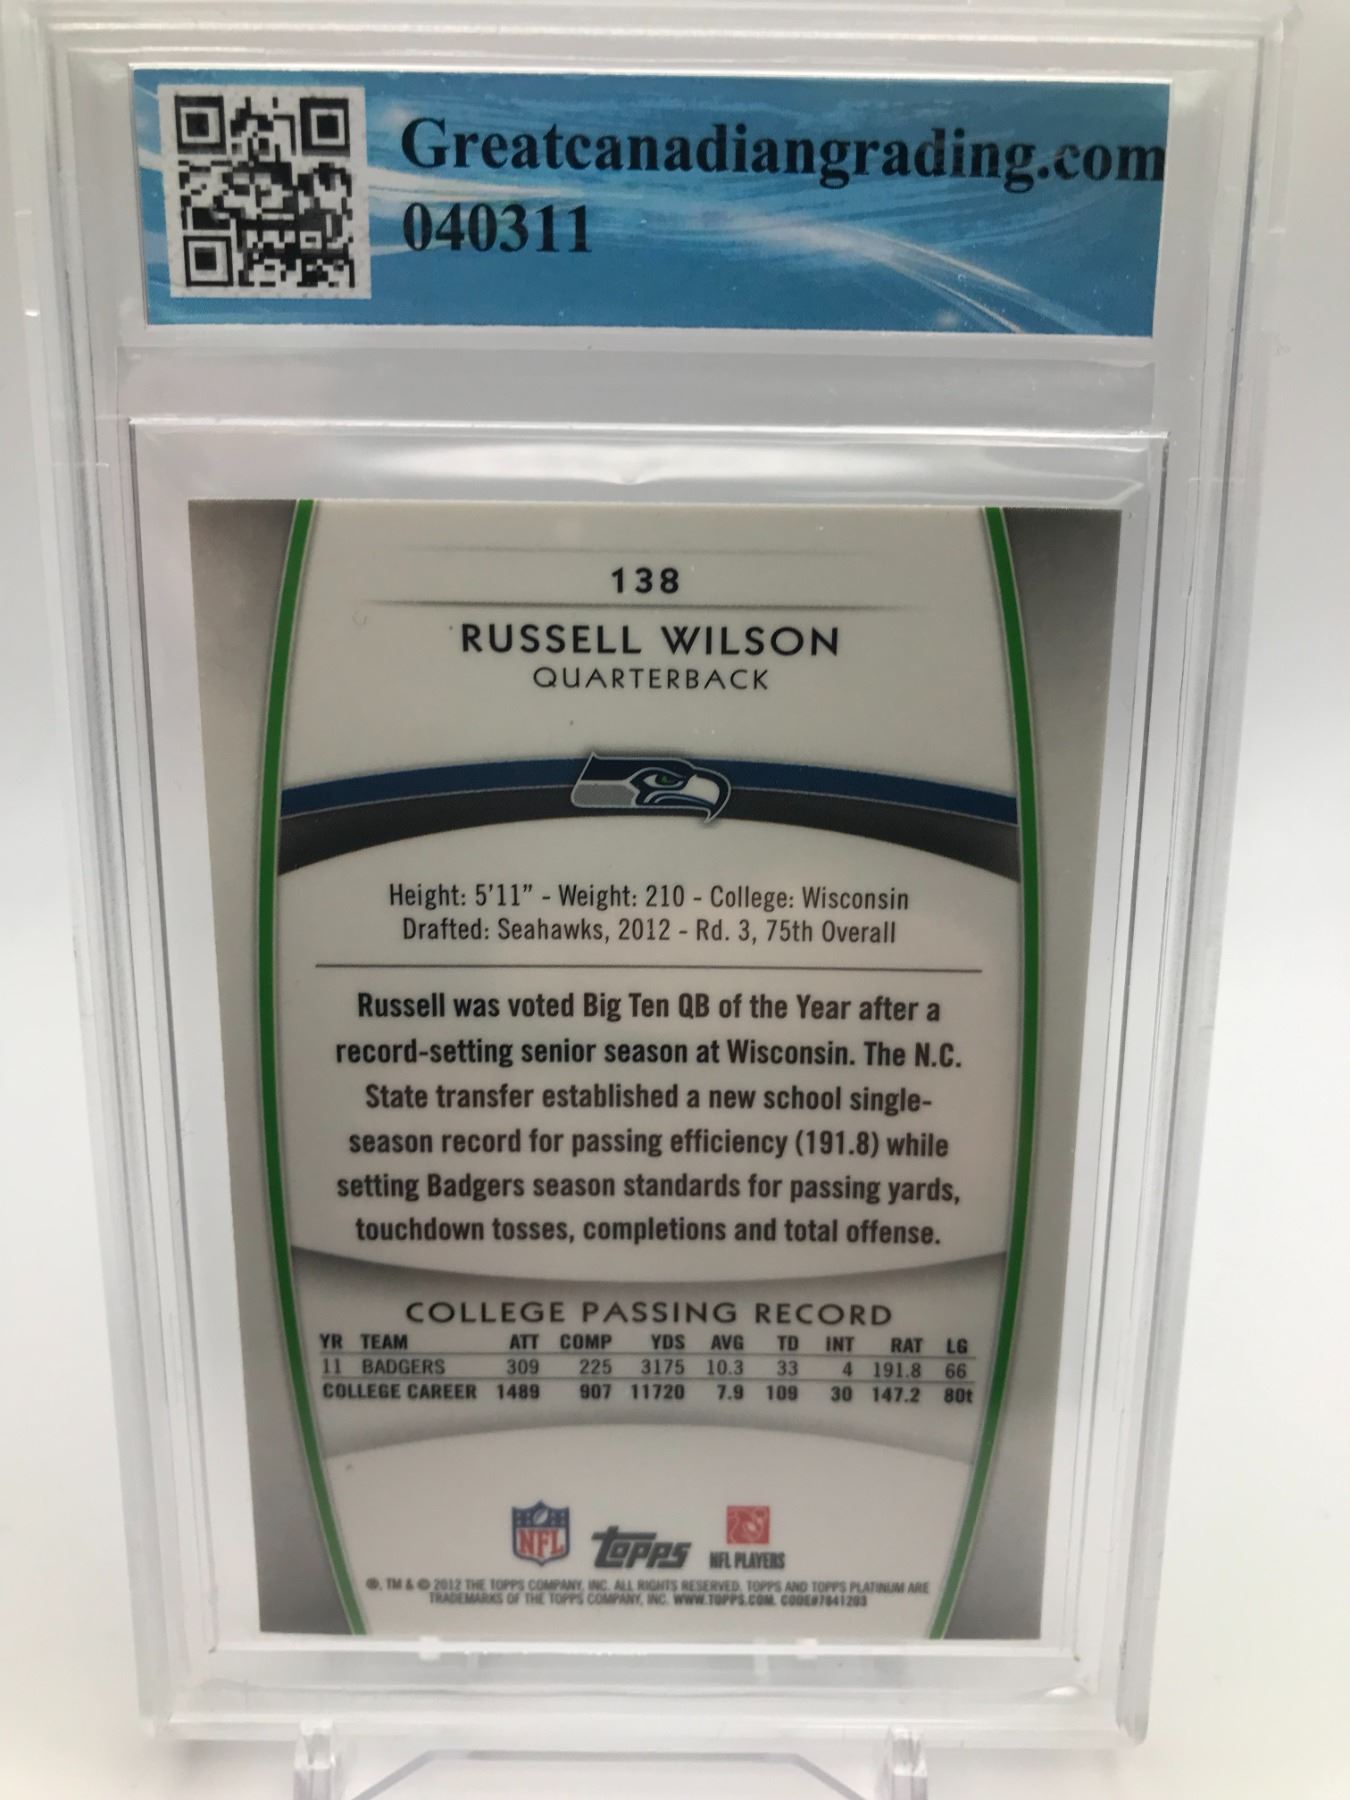 Greatcanadiangrading.com
040311
138
RUSSELL WILSON
QUARTERBACK
Height: 5'11" - Weight: 210 - College: Wisconsin
Drafted: Seahawks, 2012 - Rd. 3, 75th Overall
Russell was voted Big Ten QB of the Year after a
record-setting senior season at Wisconsin. The N.C.
State transfer established a new school single-
season record for passing efficiency (191.8) while
setting Badgers season standards for passing yards,
touchdown tosses, completions and total offense.
COLLEGE PASSING RECORD
YR TEAM ATT COMP YDS AVG TD INT RAT LG
11 BADGERS 309 225 3175 10.3 33 4 191.8 66
COLLEGE CAREER 1489 907 11720 7.9 109 30 147.2 80t
NFL
topps
NFL PLAYERS
®, TM & © 2012 THE TOPPS COMPANY, INC. ALL RIGHTS RESERVED. TOPPS AND TOPPS PLATINUM ARE
TRADEMARKS OF THE TOPPS COMPANY, INC. WWW.TOPPS.COM. CODE#7841203